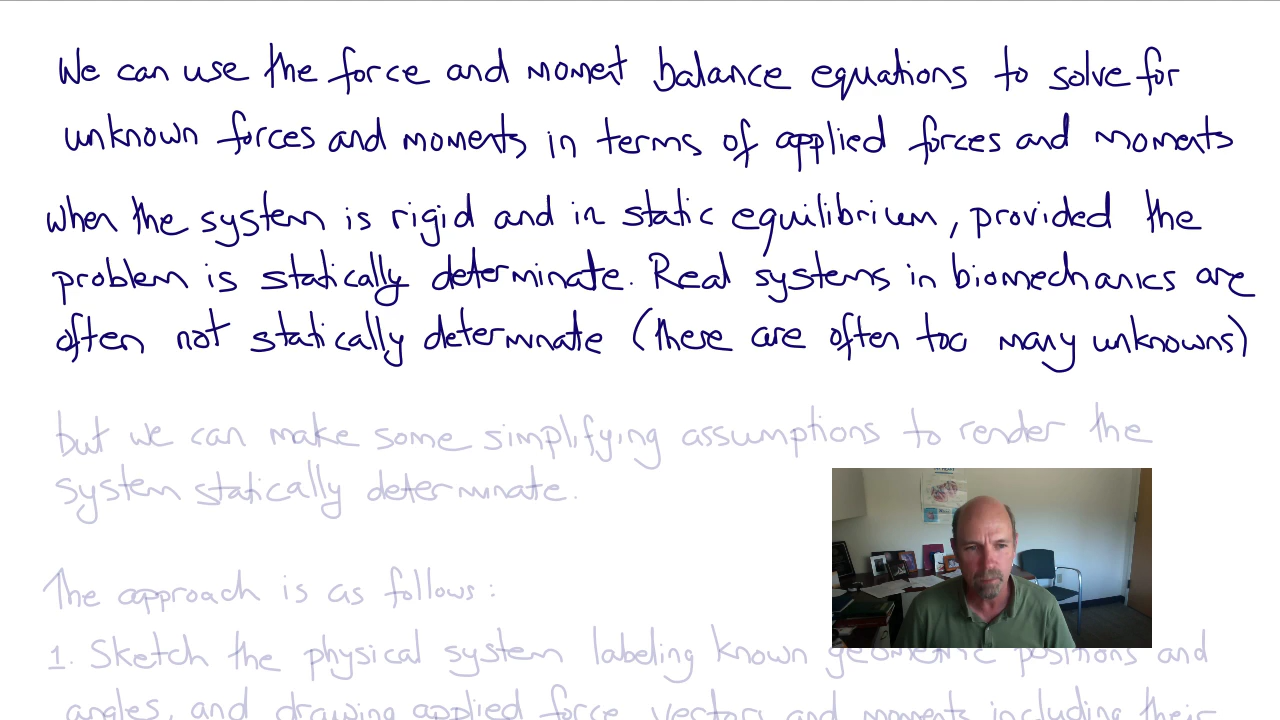 We can use the force and moment balance equations to solve for
unknown forces and moments in terms of applied forces and moments
when the system is rigid and in static equilibrium, provided the
problem is statically determinate. Real systems in biomechanics are
often not statically determinate (there are often too many unknowns)
but we can make some simplifying assumptions to render the
system statically determinate.
The approach is as follows:
1. Sketch the physical system labeling known geometric positions and
angles, and drawing applied force vectors and moments including their